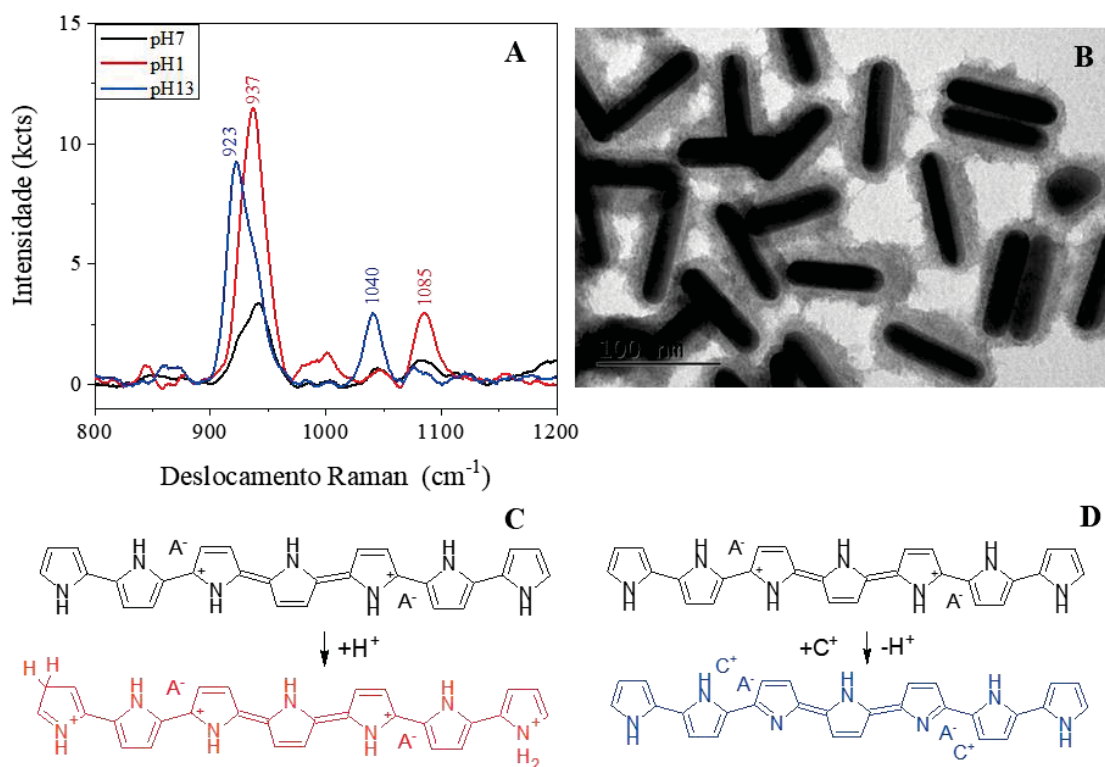 A
pH7
pH1
pH13
15
10
5
0
Intensidade (kcts)
923
937
1040
1085
800
900
1000
1100
1200
Deslocamento Raman (cm⁻¹)
B
100 nm
C
H N A⁻ H N A⁻ H N
N H + N H + N H N H
+H⁺
H H H N A⁻ H N A⁻ H N
+ N H + N H + N H + N H₂
D
H N A⁻ H N A⁻ H N
N H + N H + N H N H
+C⁺ -H⁺
C⁺ H N A⁻ H N A⁻ C⁺ H N
N H N N N H